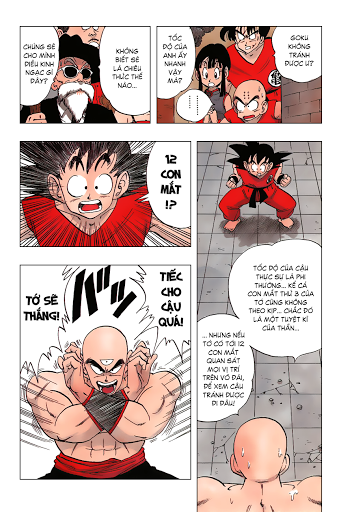 GOKU
KHÔNG
TRÁNH
ĐƯỢC Ư?
TỐC ĐỘ
CỦA ANH
ẤY NHANH
VẬY MÀ?
KHÔNG
BIẾT SẼ
LÀ CHIÊU
THỨC THẾ
NÀO...
CHÚNG SẼ
CHO MÌNH
ĐIỀU KINH
NGẠC GÌ
ĐÂY?
12
CON
MẮT
!?
TỐC ĐỘ CỦA CẬU
THỰC SỰ LÀ PHI
THƯỜNG... KỂ CẢ
CON MẮT THỨ 3 CỦA
TỚ CŨNG KHÔNG
THEO KỊP... CHẮC ĐÓ
LÀ MỘT TUYỆT KĨ
CỦA THẦN...
... NHƯNG NẾU
TỚ CÓ TỚI 12
CON MẮT
QUAN SÁT
MỌI VỊ TRÍ
TRÊN VÕ ĐÀI,
ĐỂ XEM CẬU
TRÁNH ĐƯỢC
ĐI ĐÂU!
TIẾC
CHO
CẬU
QUÁ!
TỚ SẼ
THẮNG!